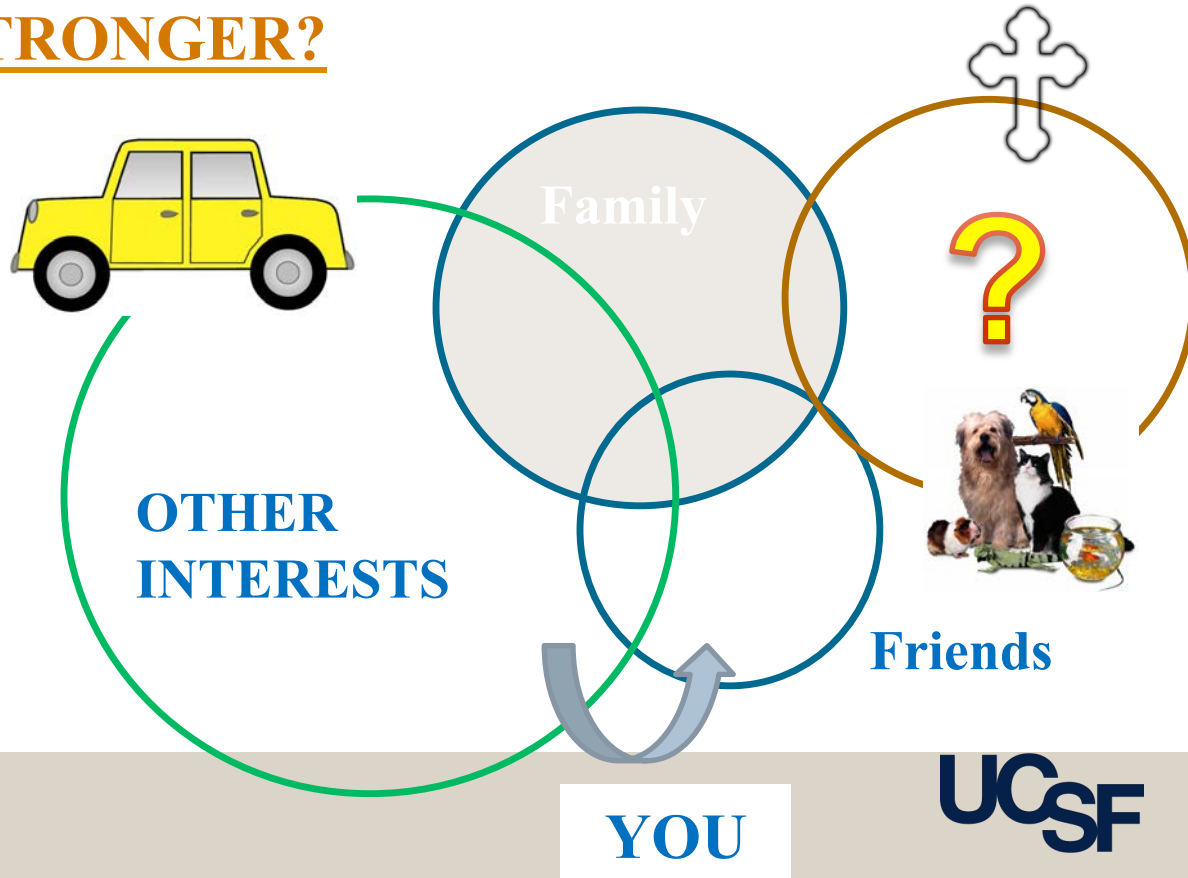 TRONGER?
Family
?
OTHER
INTERESTS
Friends
YOU
UCSF